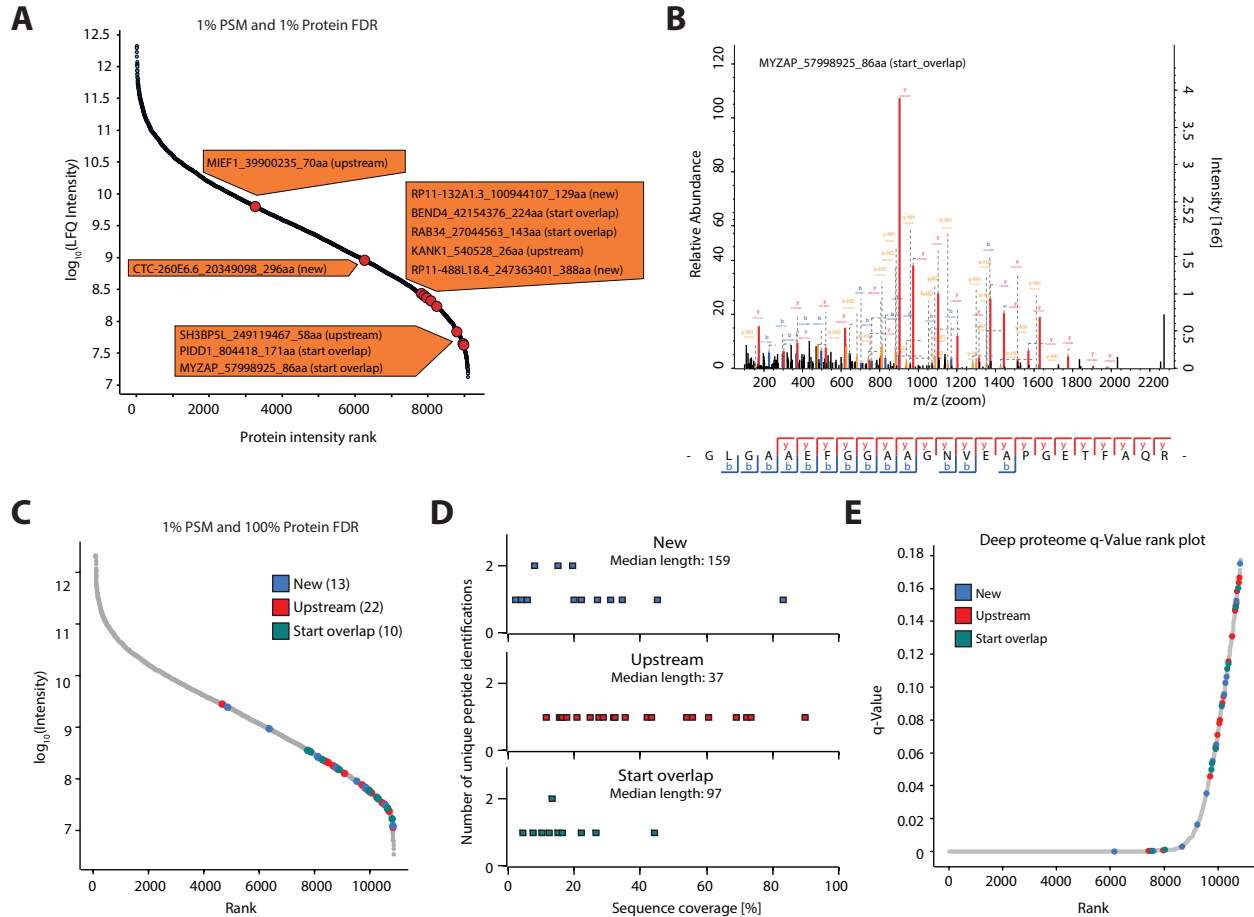 A
1% PSM and 1% Protein FDR
12.5
12
11.5
11
10.5
10
9.5
9
8.5
8
7.5
7
log10(LFQ Intensity)
0
2000
4000
6000
8000
Protein intensity rank
MIEF1_39900235_70aa (upstream)
RP11-132A1.3_100944107_129aa (new)
BEND4_42154376_224aa (start overlap)
RAB34_27044563_143aa (start overlap)
KANK1_540528_26aa (upstream)
RP11-488L18.4_247363401_388aa (new)
CTC-260E6.6_20349098_296aa (new)
SH3BP5L_249119467_58aa (upstream)
PIDD1_804418_171aa (start overlap)
MYZAP_57998925_86aa (start overlap)
B
MYZAP_57998925_86aa (start_overlap)
120
100
80
60
40
20
0
Relative Abundance
4
3.5
3
2.52
1.5
1
0.5
0
Intensity [1e6]
200 400 600 800 1000 1200 1400 1600 1800 2000 2200
m/z (zoom)
y y y y y y y y y y y y y y y y
- G L G A A E F G G A A G N V E A P G E T F A Q R -
b b b b b b b b b b b b b
C
1% PSM and 100% Protein FDR
New (13)
Upstream (22)
Start overlap (10)
12
11
10
9
8
7
log10(Intensity)
0 2000 4000 6000 8000 10000
Rank
D
New
Median length: 159
2
1
0
Upstream
Median length: 37
2
1
0
Start overlap
Median length: 97
2
1
0
Number of unique peptide identifications
0 20 40 60 80 100
Sequence coverage [%]
E
Deep proteome q-Value rank plot
New
Upstream
Start overlap
0.18
0.16
0.14
0.12
0.10
0.08
0.06
0.04
0.02
0
q-Value
0 2000 4000 6000 8000 10000
Rank